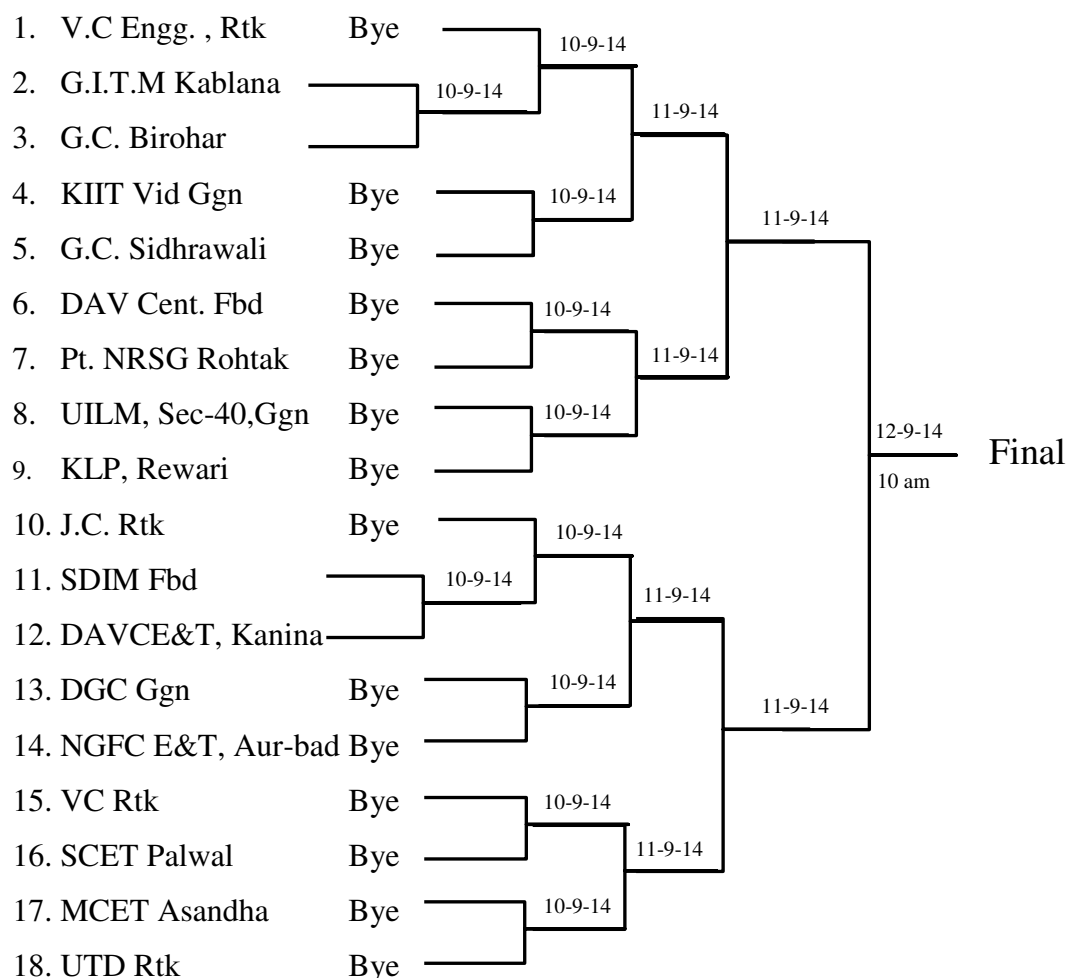 1. V.C Engg. , Rtk Bye
10-9-14
2. G.I.T.M Kablana
10-9-14
11-9-14
3. G.C. Birohar
4. KIIT Vid Ggn Bye
10-9-14
11-9-14
5. G.C. Sidhrawali Bye
6. DAV Cent. Fbd Bye
10-9-14
7. Pt. NRSG Rohtak Bye
11-9-14
8. UILM, Sec-40,Ggn Bye
10-9-14
12-9-14
Final
9. KLP, Rewari Bye
10 am
10. J.C. Rtk Bye
10-9-14
11. SDIM Fbd
10-9-14
11-9-14
12. DAVCE&T, Kanina
13. DGC Ggn Bye
10-9-14
11-9-14
14. NGFC E&T, Aur-bad Bye
15. VC Rtk Bye
10-9-14
16. SCET Palwal Bye
11-9-14
17. MCET Asandha Bye
10-9-14
18. UTD Rtk Bye